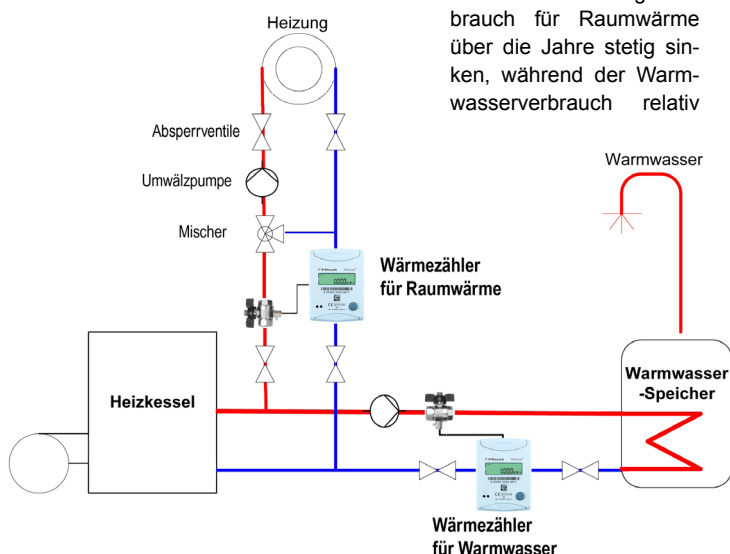 Heizung
brauch für Raumwärme
über die Jahre stetig sin-
ken, während der Warm-
wasserverbrauch relativ
Absperrventile
Umwälzpumpe
Mischer
Warmwasser
Wärmezähler
für Raumwärme
Heizkessel
Warmwasser
-Speicher
Wärmezähler
für Warmwasser